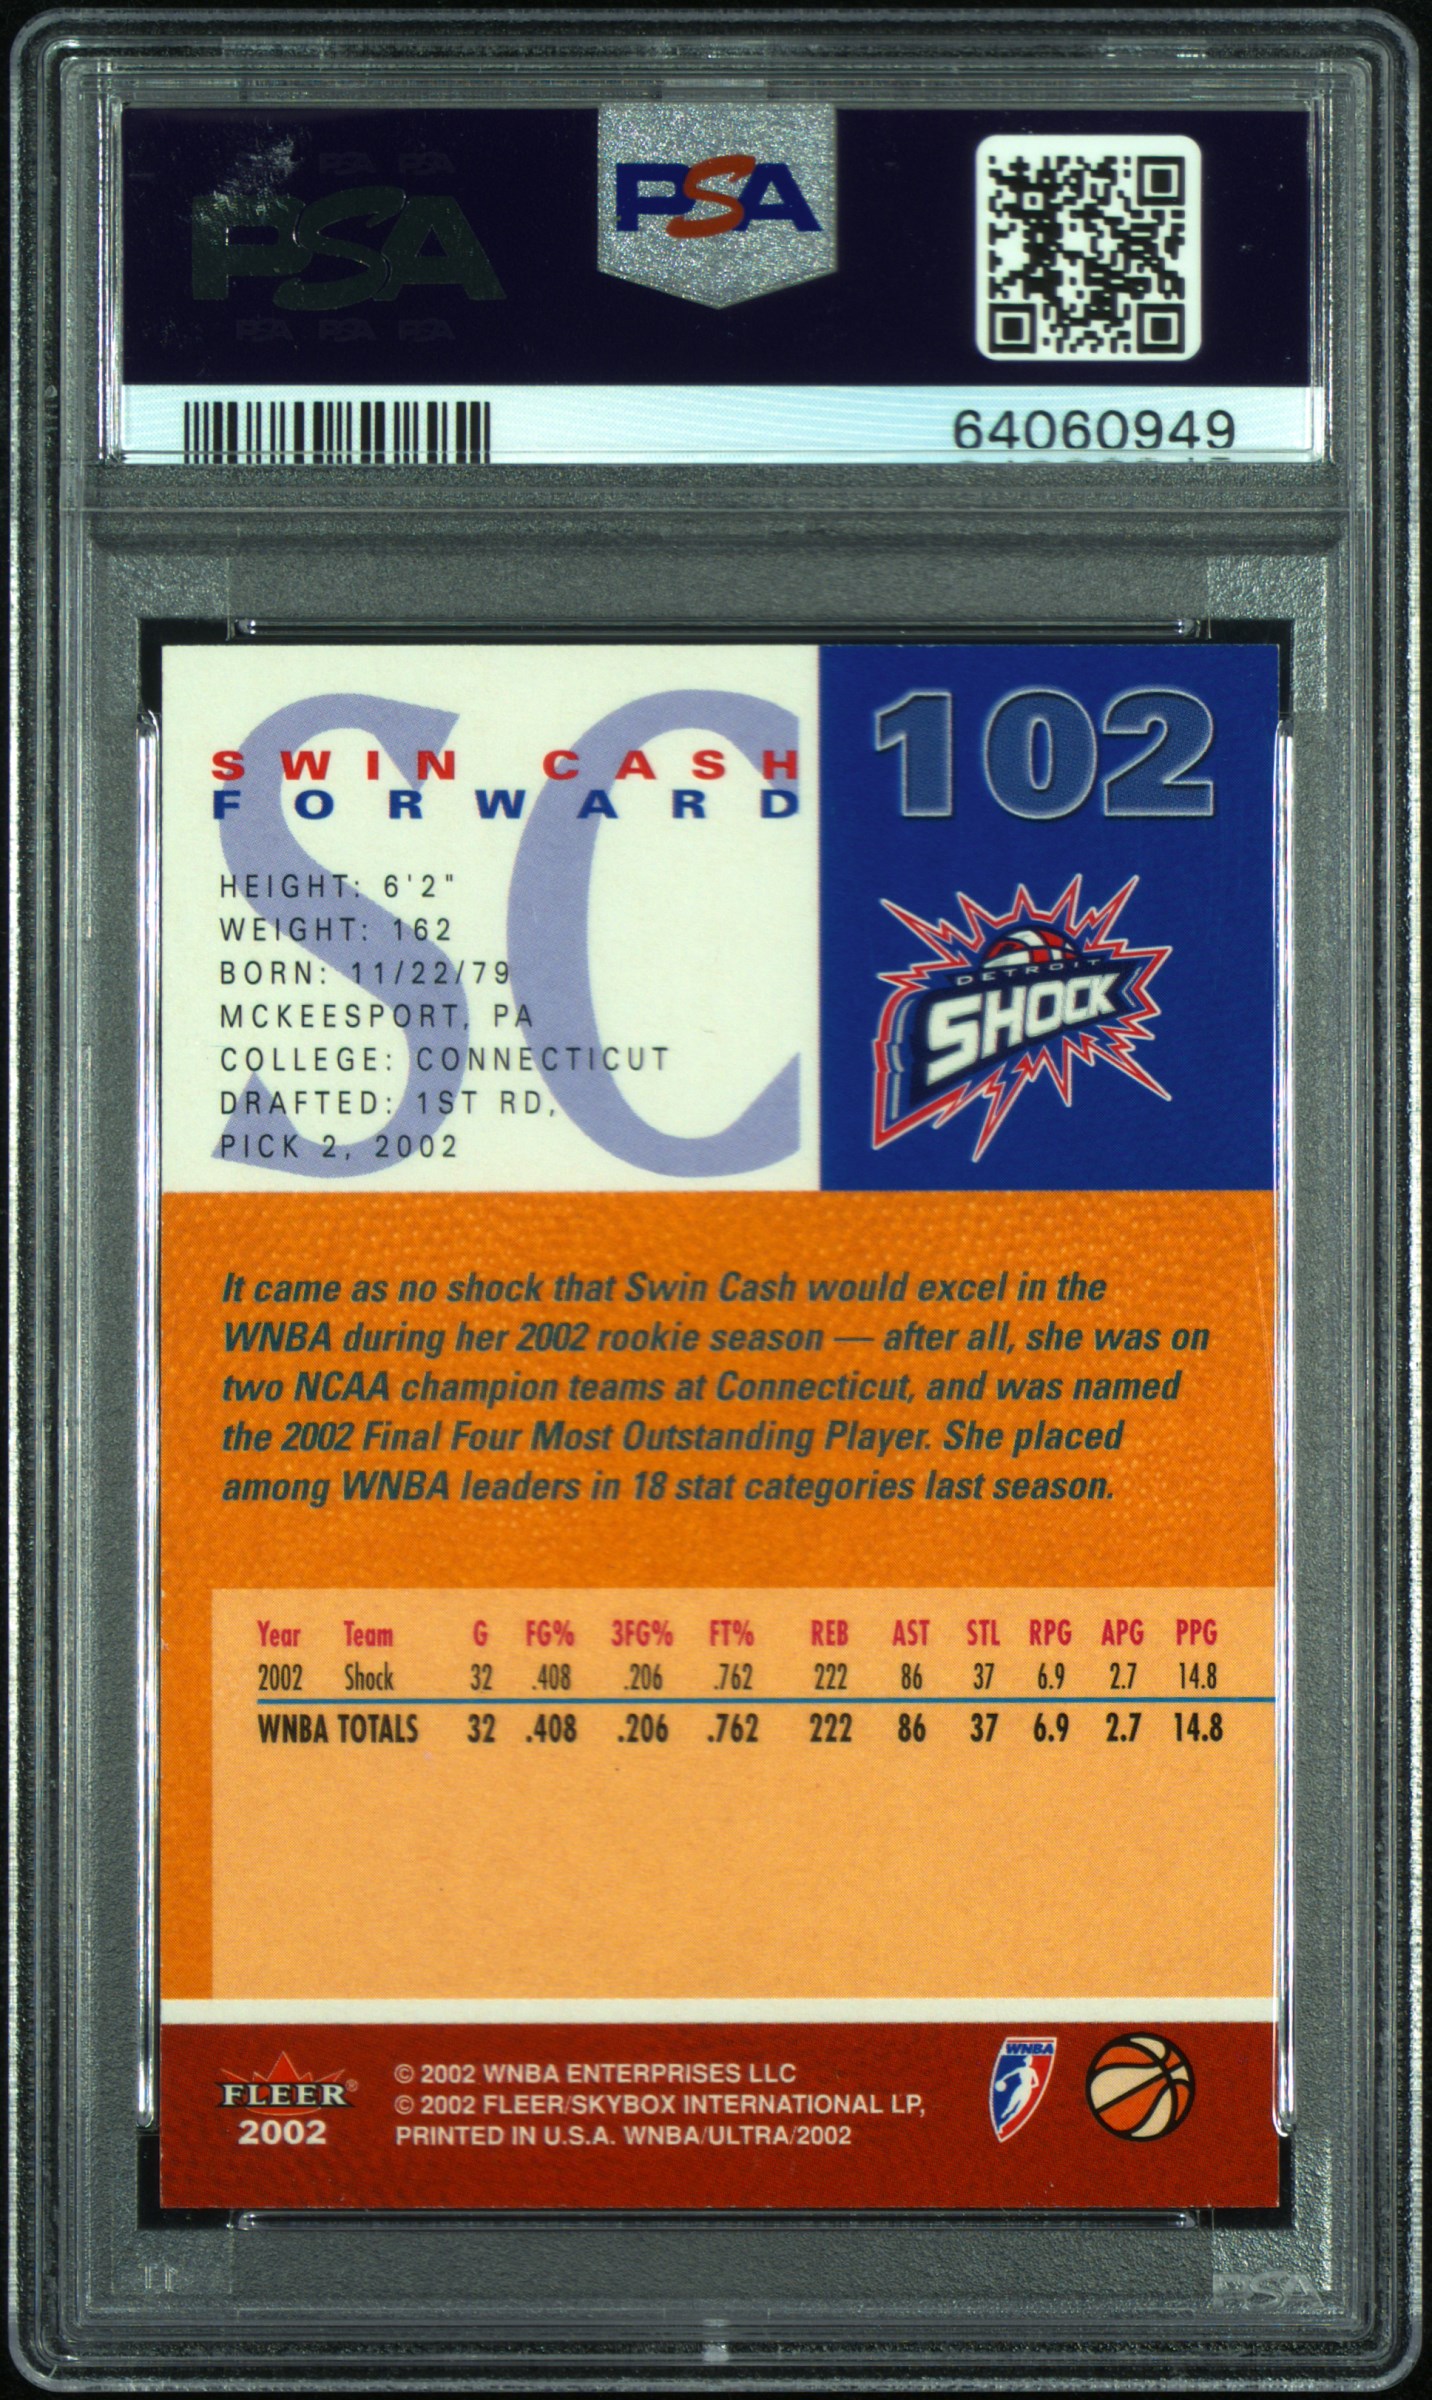 PSA PSA
PSA
PSA PSA PSA
PSA
64060949
SC
SWIN CASH
FORWARD
HEIGHT: 6'2"
WEIGHT: 162
BORN: 11/22/79
MCKEESPORT, PA
COLLEGE: CONNECTICUT
DRAFTED: 1ST RD,
PICK 2, 2002
102
DETROIT
SHOCK
It came as no shock that Swin Cash would excel in the
WNBA during her 2002 rookie season — after all, she was on
two NCAA champion teams at Connecticut, and was named
the 2002 Final Four Most Outstanding Player. She placed
among WNBA leaders in 18 stat categories last season.
Year Team G FG% 3FG% FT% REB AST STL RPG APG PPG
2002 Shock 32 .408 .206 .762 222 86 37 6.9 2.7 14.8
WNBA TOTALS 32 .408 .206 .762 222 86 37 6.9 2.7 14.8
FLEER®
2002
© 2002 WNBA ENTERPRISES LLC
© 2002 FLEER/SKYBOX INTERNATIONAL LP,
PRINTED IN U.S.A. WNBA/ULTRA/2002
WNBA
PSA